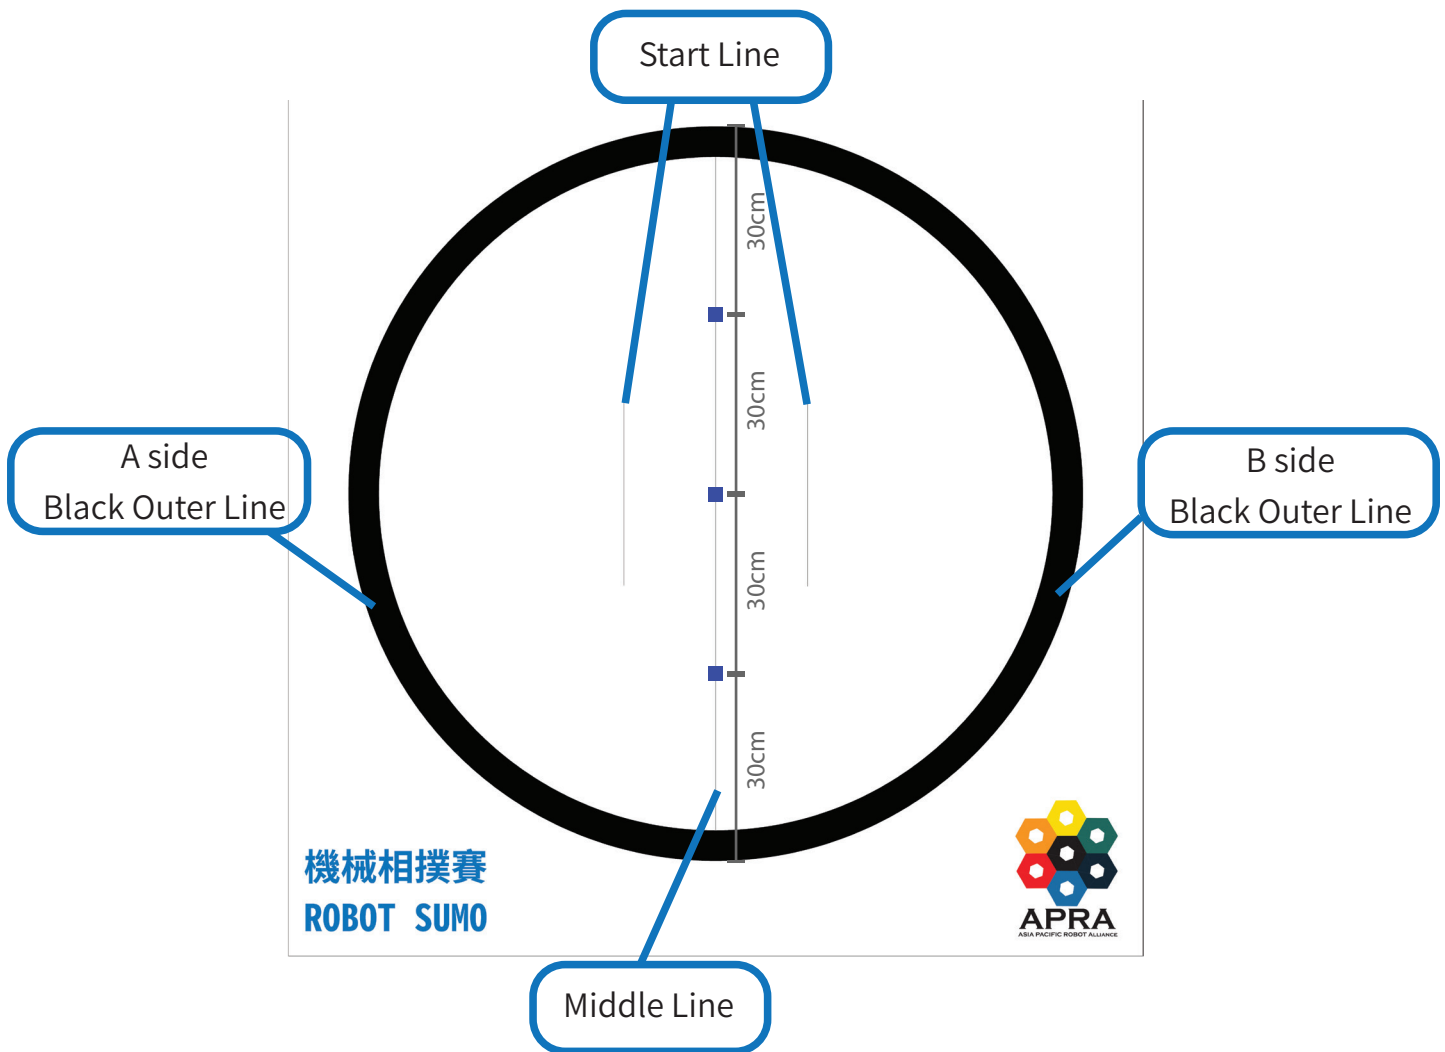 Start Line
30cm
30cm
A side
Black Outer Line
B side
Black Outer Line
30cm
30cm
機械相撲賽
ROBOT SUMO
APRA
ASIA PACIFIC ROBOT ALLIANCE
Middle Line